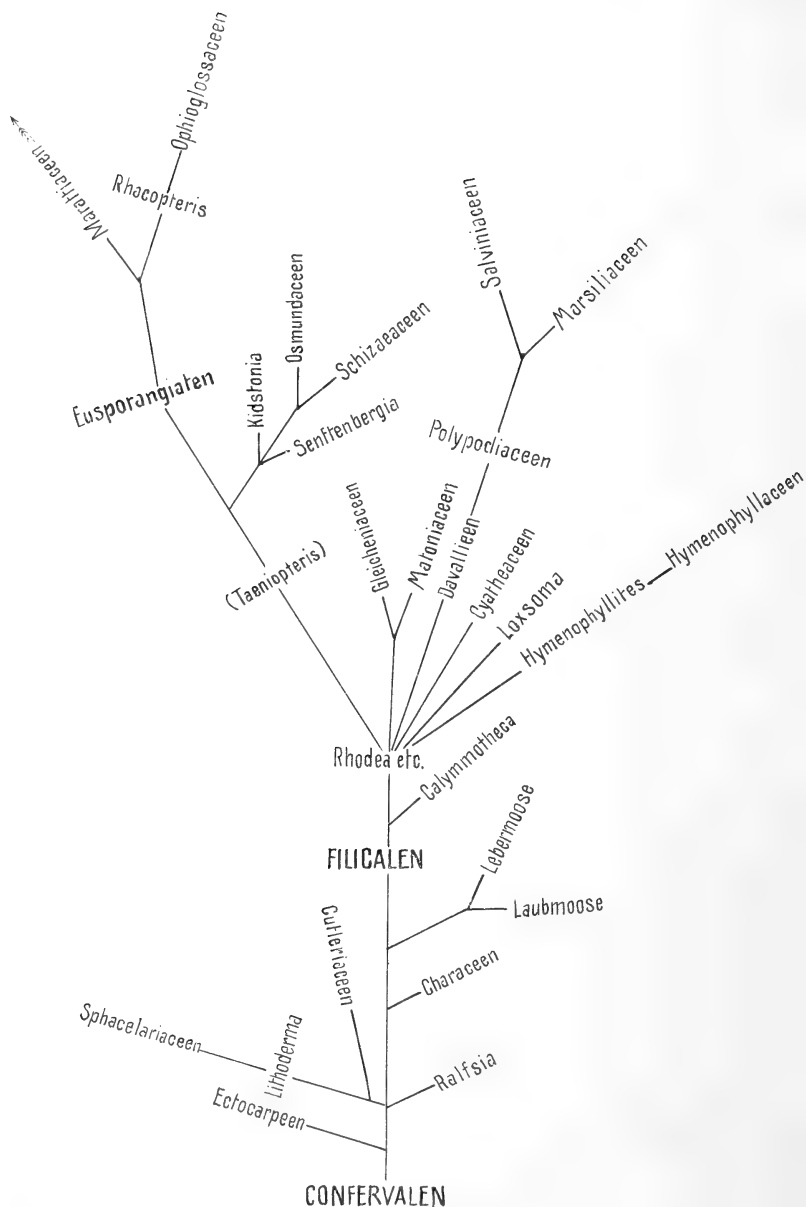 Ophioglossaceen
Marattiaceen
Rhacopteris
Salviniaceen
Marsiliaceen
Osmundaceen
Schizaeaceen
Kidstonia
Eusporangiaten
Senftenbergia
Polypodiaceen
Gleicheniaceen
Matoniaceen
Davallieen
Hymenophyllaceen
(Taeniopteris)
Cyatheaceen
Loxsoma
Hymenophyllites
Rhodea etc.
Calymmotheca
FILICALEN
Lebermoose
Laubmoose
Cutleriaceen
Characeen
Sphacelariaceen
Lithoderma
Ralfsia
Ectocarpeen
CONFERVALEN